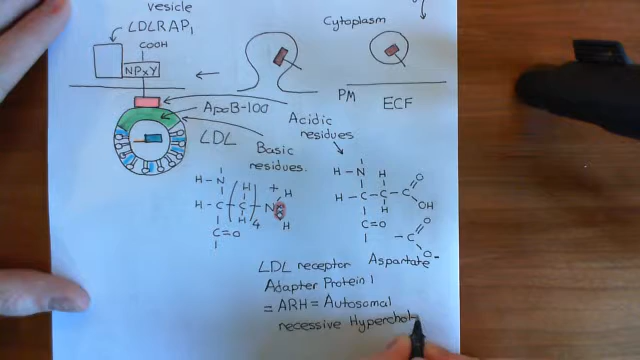 vesicle
LDLRAP1
COOH
NPxY
Cytoplasm
PM
ECF
ApoB-100
LDL
Acidic
residues
Basic
residues.
H-N
H
+
H
H-C
C
N
H
H
4
C=O
H-N
H
H-C-C-C
O
OH
H
C=O
O
-C
O-
Aspartate
LDL receptor
Adapter Protein 1
= ARH = Autosomal
recessive Hyperchol